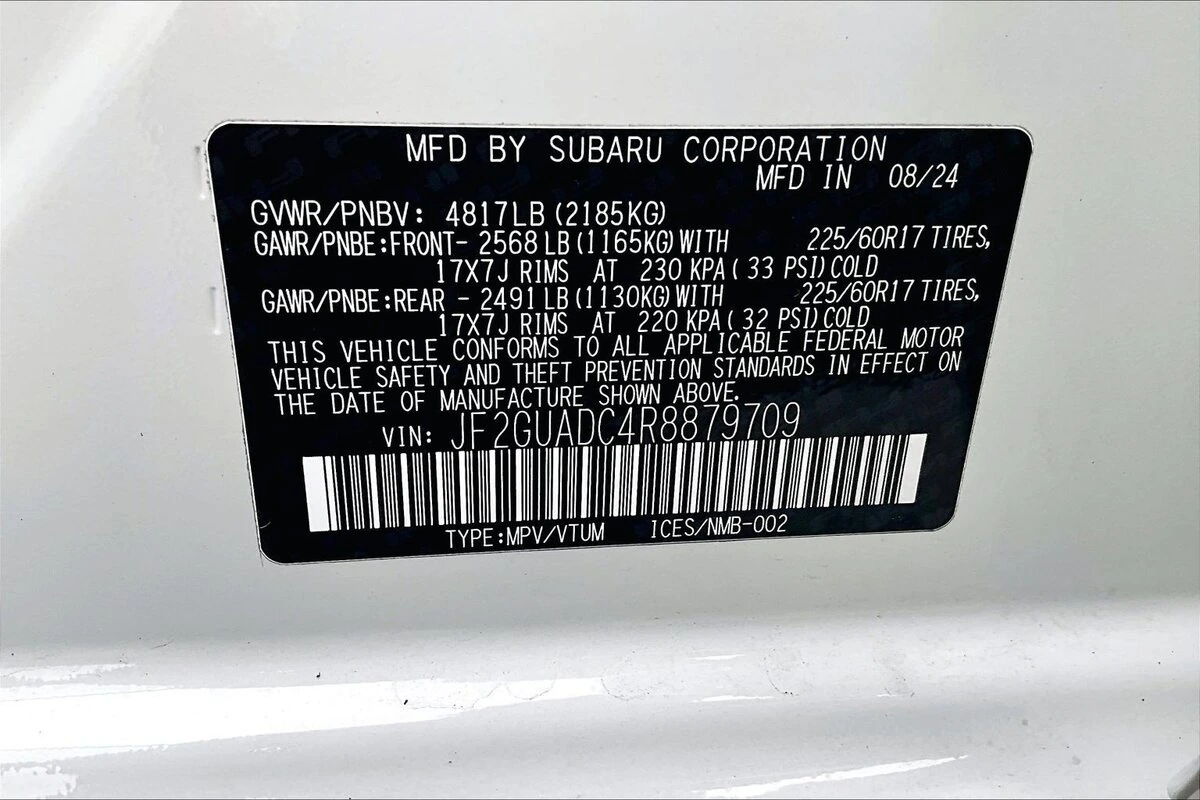 MFD BY SUBARU CORPORATION
MFD IN 08/24
GVWR/PNBV: 4817LB (2185KG)
GAWR/PNBE:FRONT- 2568 LB (1165KG) WITH 225/60R17 TIRES,
17X7J RIMS AT 230 KPA ( 33 PSI) COLD
GAWR/PNBE:REAR - 2491 LB (1130KG) WITH 225/60R17 TIRES,
17X7J RIMS AT 220 KPA ( 32 PSI) COLD
THIS VEHICLE CONFORMS TO ALL APPLICABLE FEDERAL MOTOR
VEHICLE SAFETY AND THEFT PREVENTION STANDARDS IN EFFECT ON
THE DATE OF MANUFACTURE SHOWN ABOVE.
VIN: JF2GUADC4R8879709
TYPE:MPV/VTUM ICES/NMB-002